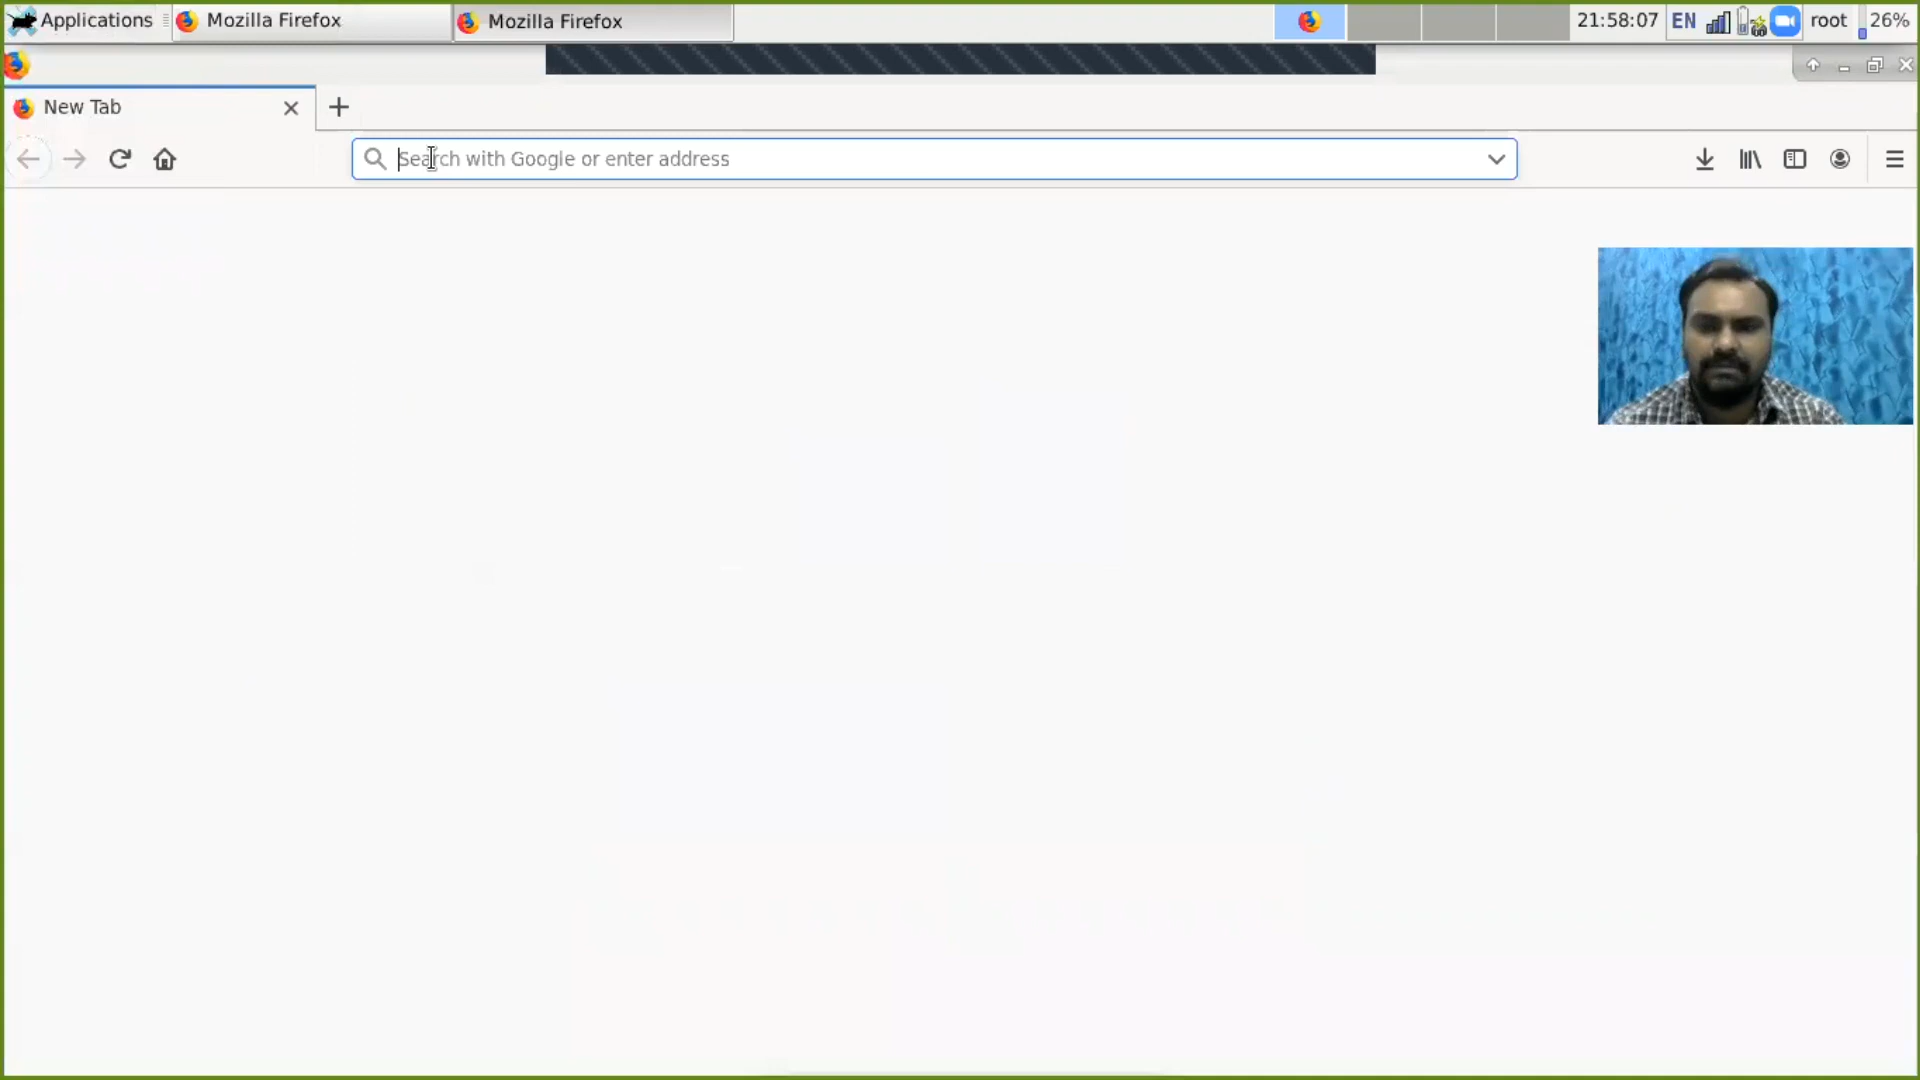 Applications
Mozilla Firefox
Mozilla Firefox
21:58:07
EN
root
26%
New Tab
Search with Google or enter address